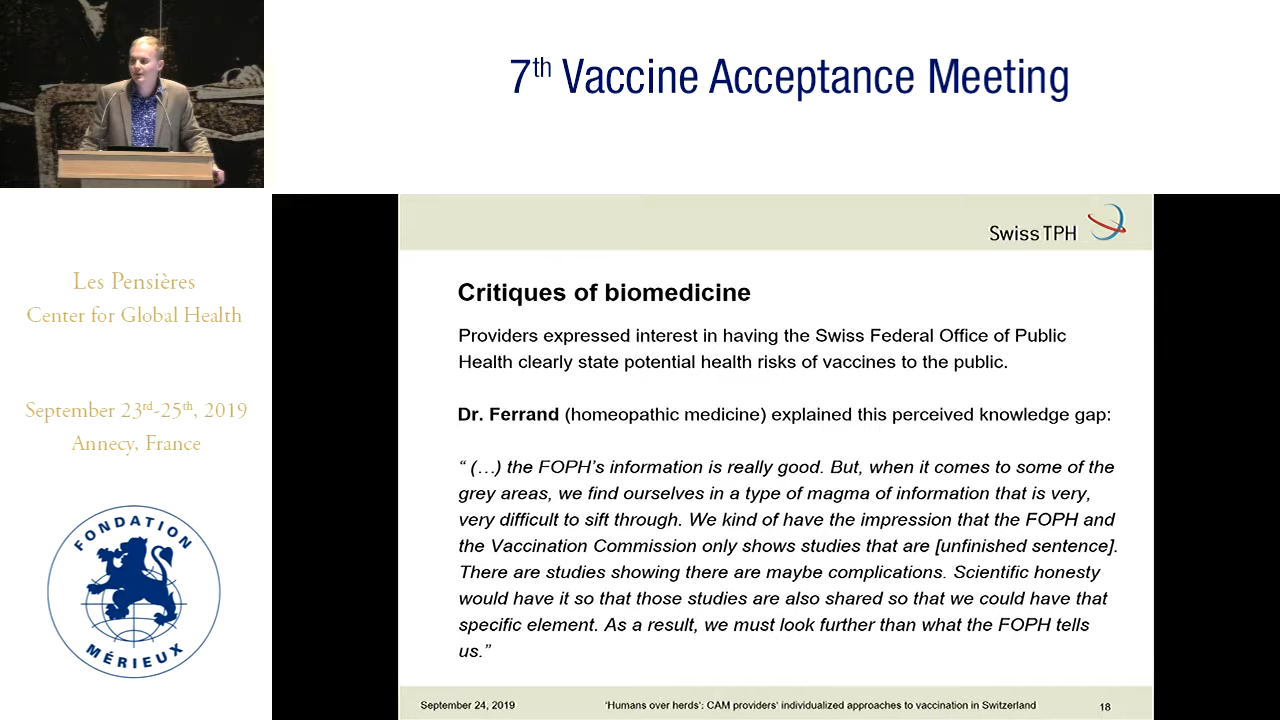 7th Vaccine Acceptance Meeting
Les Pensières
Center for Global Health
September 23rd-25th, 2019
Annecy, France
FONDATION
MÉRIEUX
Swiss TPH
Critiques of biomedicine
Providers expressed interest in having the Swiss Federal Office of Public
Health clearly state potential health risks of vaccines to the public.
Dr. Ferrand (homeopathic medicine) explained this perceived knowledge gap:
“ (…) the FOPH’s information is really good. But, when it comes to some of the
grey areas, we find ourselves in a type of magma of information that is very,
very difficult to sift through. We kind of have the impression that the FOPH and
the Vaccination Commission only shows studies that are [unfinished sentence].
There are studies showing there are maybe complications. Scientific honesty
would have it so that those studies are also shared so that we could have that
specific element. As a result, we must look further than what the FOPH tells
us.”
September 24, 2019
‘Humans over herds’: CAM providers’ individualized approaches to vaccination in Switzerland
18